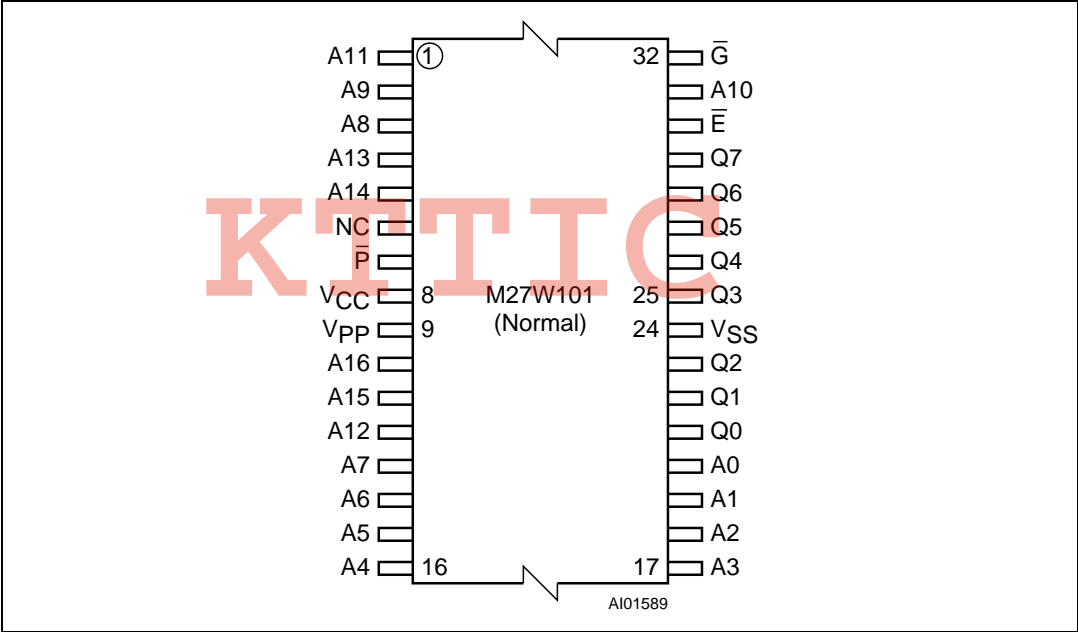 A11 ① 32 G̅
A9 A10
A8 E̅
A13 Q7
A14 Q6
NC Q5
P̅ Q4
VCC 8 M27W101 25 Q3
VPP 9 (Normal) 24 VSS
A16 Q2
A15 Q1
A12 Q0
A7 A0
A6 A1
A5 A2
A4 16 17 A3
AI01589
KTTIC